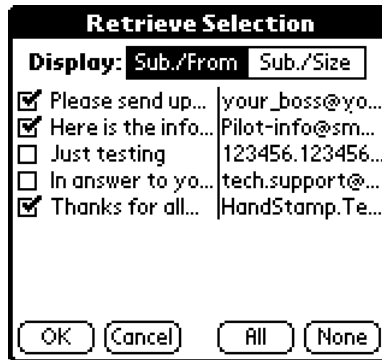 Retrieve Selection
Display: Sub./From Sub./Size
Please send up... your_boss@yo...
Here is the info... Pilot-info@sm...
Just testing 123456.123456...
In answer to yo... tech.support@...
Thanks for all... HandStamp.Te...
OK Cancel All None